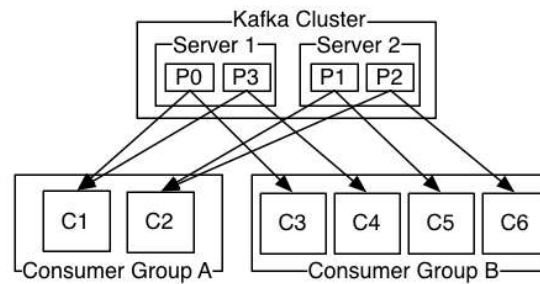 Kafka Cluster
Server 1 Server 2
P0 P3 P1 P2
C1 C2 C3 C4 C5 C6
Consumer Group A Consumer Group B